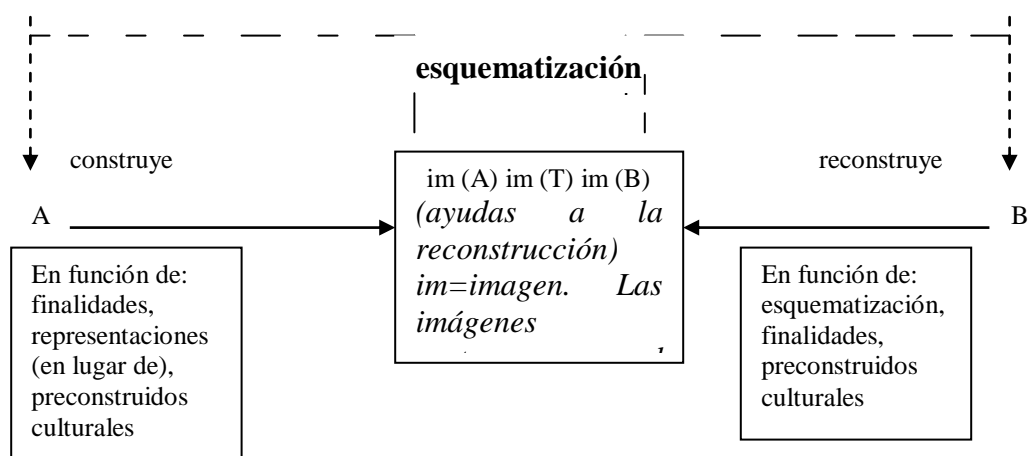 esquematización
construye
reconstruye
im (A) im (T) im (B)
(ayudas a la
reconstrucción)
im=imagen. Las
imágenes
A
B
En función de:
finalidades,
representaciones
(en lugar de),
preconstruidos
culturales
En función de:
esquematización,
finalidades,
preconstruidos
culturales